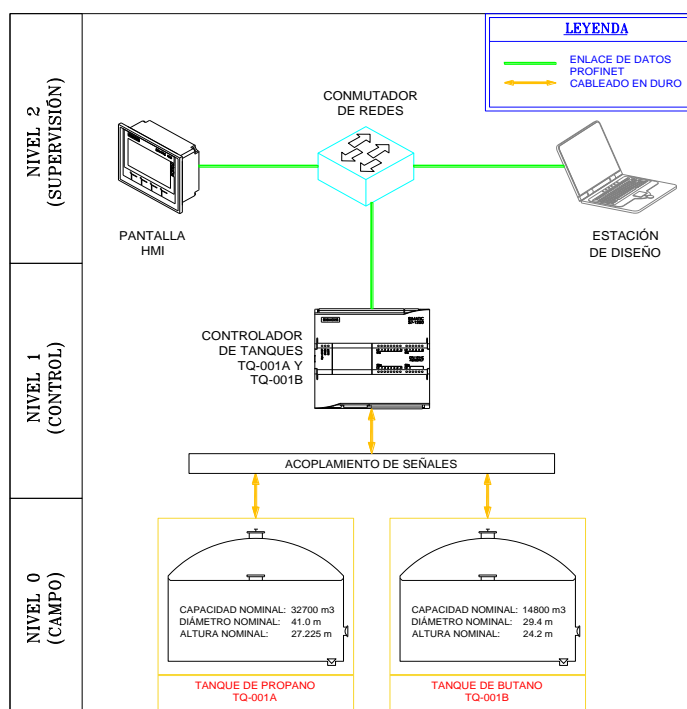 LEYENDA
ENLACE DE DATOS
PROFINET
CABLEADO EN DURO
NIVEL 2
(SUPERVISIÓN)
CONMUTADOR
DE REDES
PANTALLA
HMI
ESTACIÓN
DE DISEÑO
NIVEL 1
(CONTROL)
CONTROLADOR
DE TANQUES
TQ-001A Y
TQ-001B
ACOPLAMIENTO DE SEÑALES
NIVEL 0
(CAMPO)
CAPACIDAD NOMINAL: 32700 m3
DIÁMETRO NOMINAL: 41.0 m
ALTURA NOMINAL: 27.225 m
TANQUE DE PROPANO
TQ-001A
CAPACIDAD NOMINAL: 14800 m3
DIÁMETRO NOMINAL: 29.4 m
ALTURA NOMINAL: 24.2 m
TANQUE DE BUTANO
TQ-001B